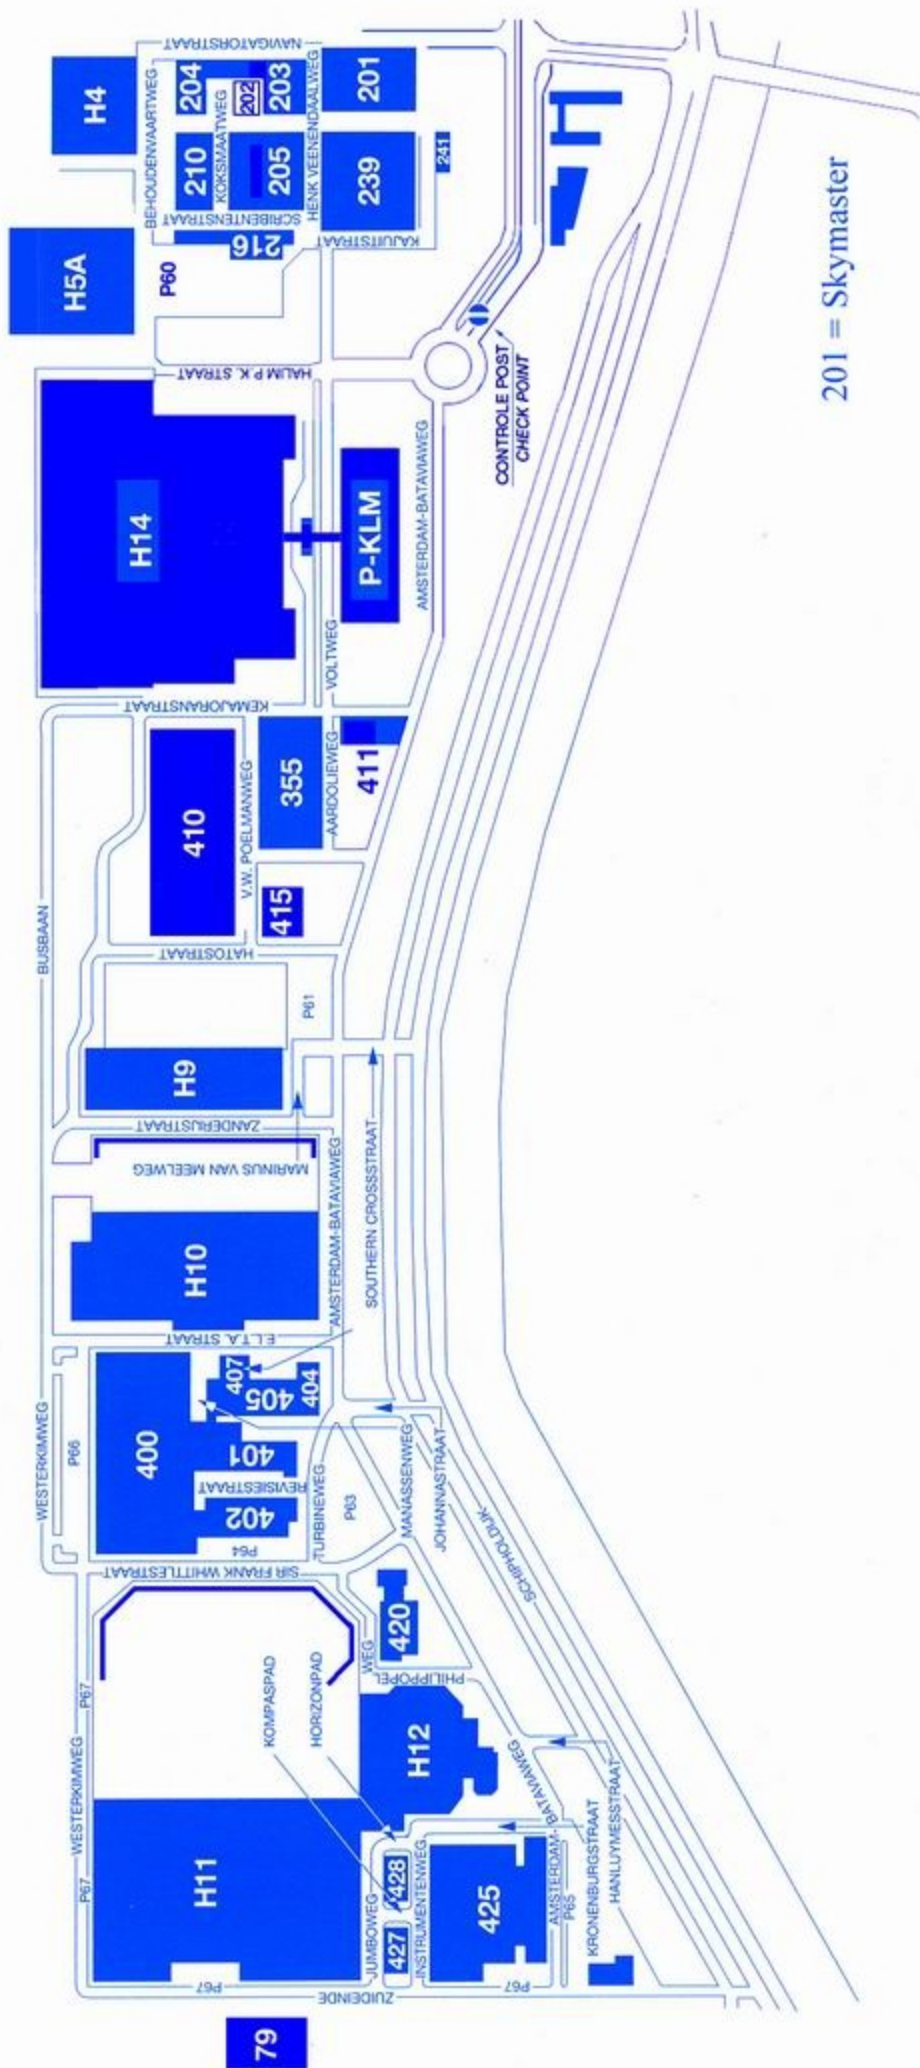 NAVIGATORSTRAAT
H4
BEHOUDENVAARTWEG
204
202
203
HENK VEENENDAALWEG
201
210
KOKSMAATWEG
205
239
241
SCRIBENTENSTRAAT
216
KAJUITSTRAAT
H5A
P60
HALIM P.K. STRAAT
CONTROLE POST
CHECK POINT
201 = Skymaster
H14
P-KLM
AMSTERDAM-BATAVIAWEG
VOLTWEG
KEMAJORANSTRAAT
410
V.W. POELMANWEG
355
AARDOLIEWEG
411
415
HATOSTRAAT
BUSBAAN
P61
H9
ZANDERIJSTRAAT
MARINUS VAN MEELWEG
AMSTERDAM-BATAVIAWEG
SOUTHERN CROSSSTRAAT
H10
E.L.T.A. STRAAT
WESTERKIMWEG
P66
400
407
405
404
401
REVISIESTRAAT
402
P64
TURBINEWEG
P63
MANASSENWEG
JOHANNASTRAAT
SCHIPHOLDIJK
SIR FRANK WHITTLESTRAAT
420
WEG
PHILIPPOPEL
P67
WESTERKIMWEG
P67
KOMPASPAD
HORIZONPAD
H12
H11
JUMBOWEG
428
427
INSTRUMENTENWEG
425
AMSTERDAM-BATAVIAWEG
P65
KRONENBURGSTRAAT
HANLUYMESSTRAAT
P67
P67
ZUIDEINDE
79